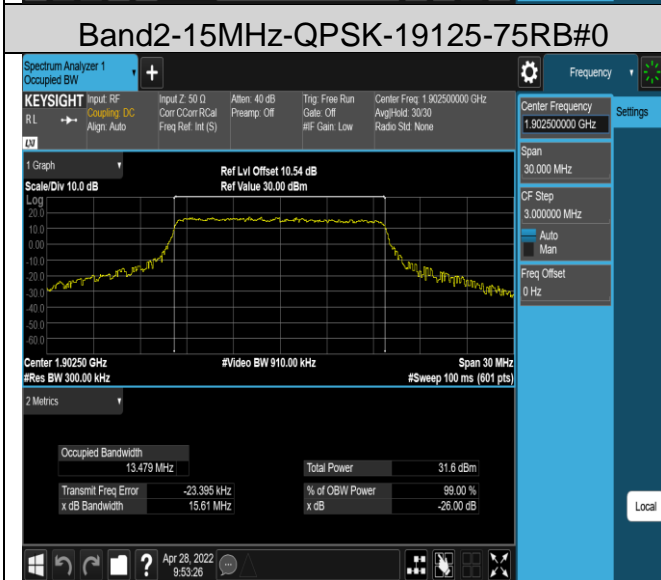 Band2-15MHz-QPSK-19125-75RB#0
Spectrum Analyzer 1
Occupied BW
+
Frequency
KEYSIGHT
RL
Input: RF
Coupling: DC
Align: Auto
Input Z: 50 Ω
Corr CCorr RCal
Freq Ref: Int (S)
Atten: 40 dB
Preamp: Off
Trig: Free Run
Gate: Off
#IF Gain: Low
Center Freq: 1.902500000 GHz
Avg|Hold: 30/30
Radio Std: None
Center Frequency
1.902500000 GHz
Settings
Span
30.000 MHz
CF Step
3.000000 MHz
Auto
Man
Freq Offset
0 Hz
1 Graph
Scale/Div 10.0 dB
Ref Lvl Offset 10.54 dB
Ref Value 30.00 dBm
Log
20.0
10.0
0.00
-10.0
-20.0
-30.0
-40.0
-50.0
-60.0
Center 1.90250 GHz
#Res BW 300.00 kHz
#Video BW 910.00 kHz
Span 30 MHz
#Sweep 100 ms (601 pts)
2 Metrics
Occupied Bandwidth
13.479 MHz
Total Power 31.6 dBm
Transmit Freq Error -23.395 kHz
% of OBW Power 99.00 %
x dB Bandwidth 15.61 MHz
x dB -26.00 dB
Local
?
Apr 28, 2022
9:53:26